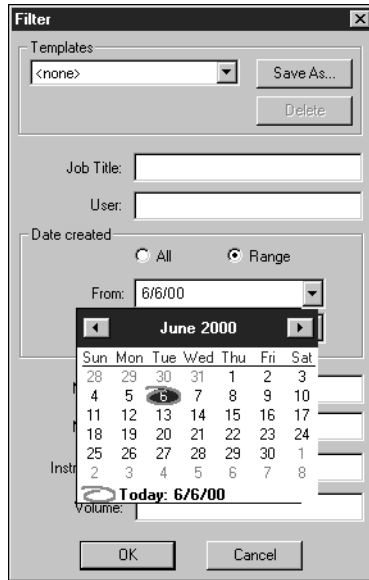 Filter
Templates
<none>
Save As...
Delete
Job Title:
User:
Date created
All Range
From: 6/6/00
June 2000
Sun Mon Tue Wed Thu Fri Sat
28 29 30 31 1 2 3
4 5 6 7 8 9 10
11 12 13 14 15 16 17
18 19 20 21 22 23 24
25 26 27 28 29 30 1
2 3 4 5 6 7 8
Today: 6/6/00
Volume:
OK Cancel